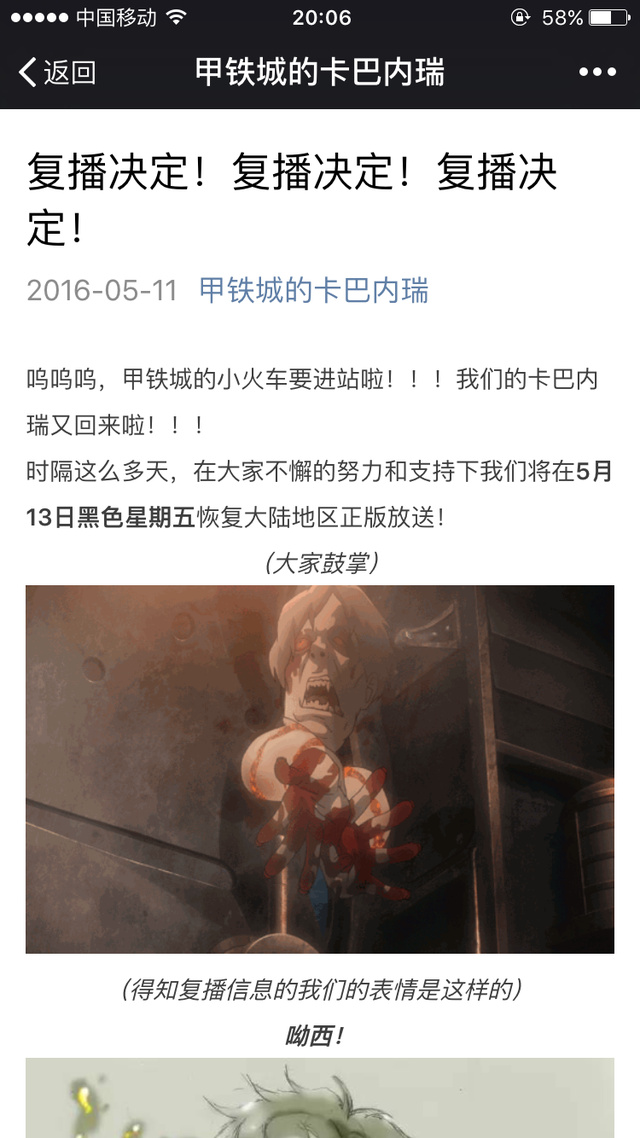 中国移动 20:06 58%
返回 甲铁城的卡巴内瑞
复播决定！复播决定！复播决
定！
2016-05-11 甲铁城的卡巴内瑞
呜呜呜，甲铁城的小火车要进站啦！！！我们的卡巴内
瑞又回来啦！！！
时隔这么多天，在大家不懈的努力和支持下我们将在5月
13日黑色星期五恢复大陆地区正版放送！
（大家鼓掌）
（得知复播信息的我们的表情是这样的）
呦西！